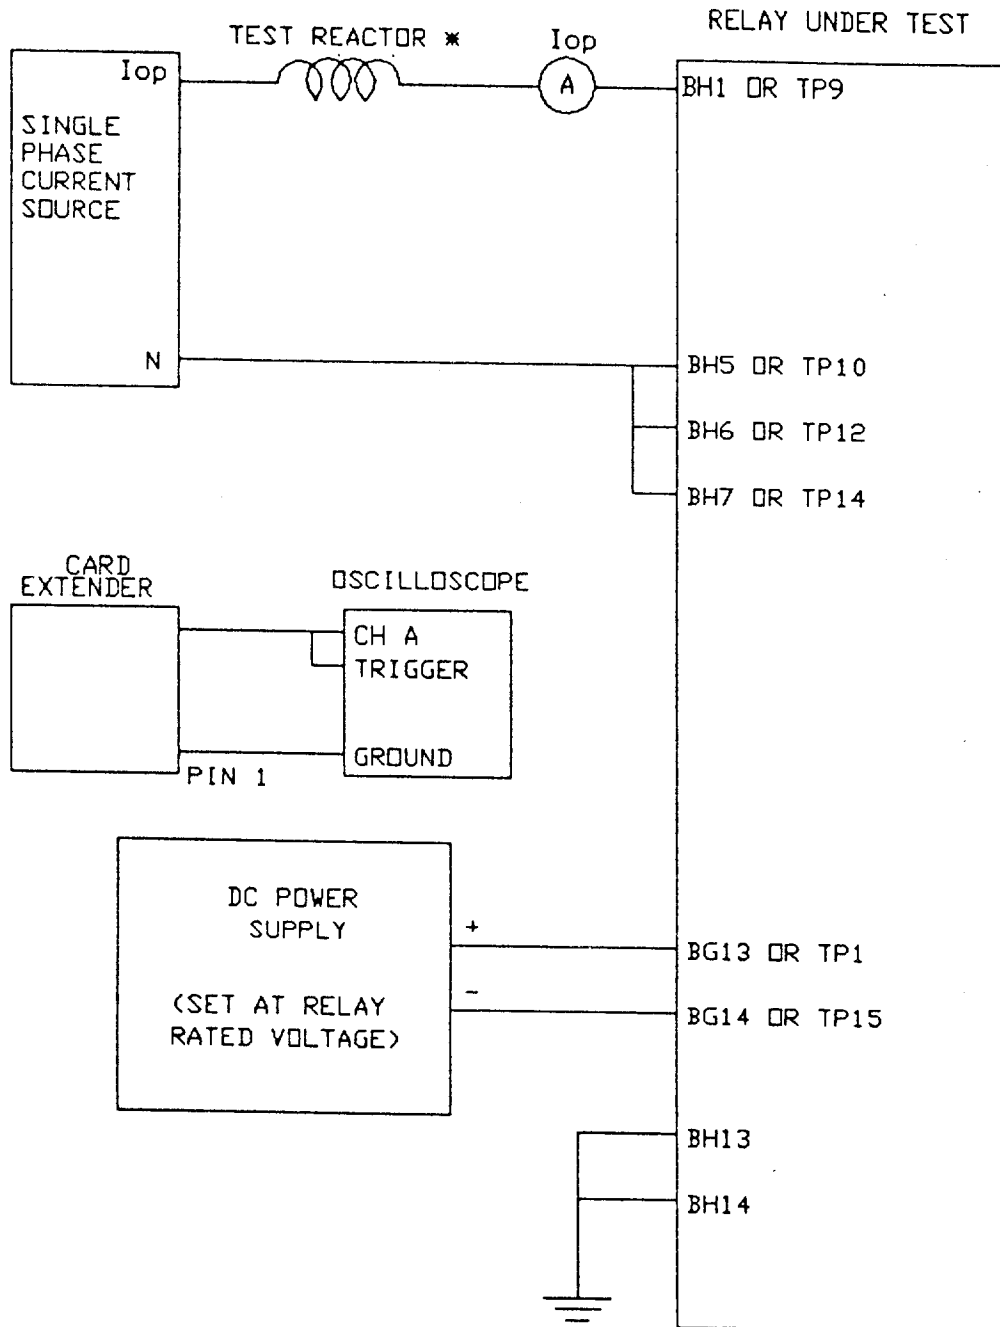 RELAY UNDER TEST
TEST REACTOR *
Iop
Iop
A
BH1 OR TP9
SINGLE
PHASE
CURRENT
SOURCE
N
BH5 OR TP10
BH6 OR TP12
BH7 OR TP14
CARD
EXTENDER
OSCILLOSCOPE
CH A
TRIGGER
GROUND
PIN 1
DC POWER
SUPPLY
(SET AT RELAY
RATED VOLTAGE)
+
-
BG13 OR TP1
BG14 OR TP15
BH13
BH14